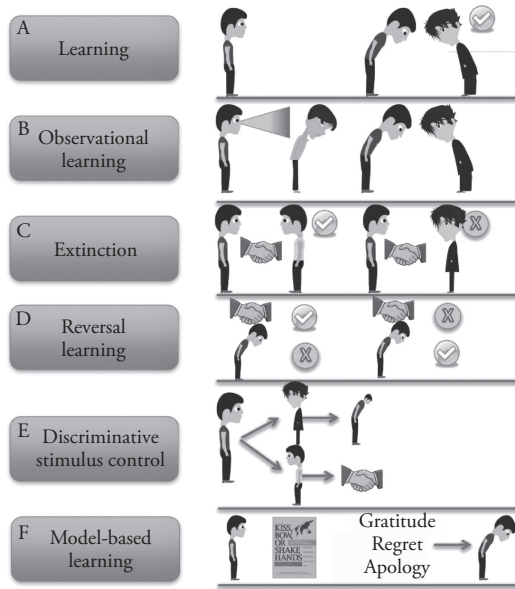 A
Learning
B
Observational
learning
C
Extinction
X
D
Reversal
learning
X
X
E
Discriminative
stimulus control
F
Model-based
learning
KISS,
BOW,
OR
SHAKE
HANDS
Gratitude
Regret
Apology